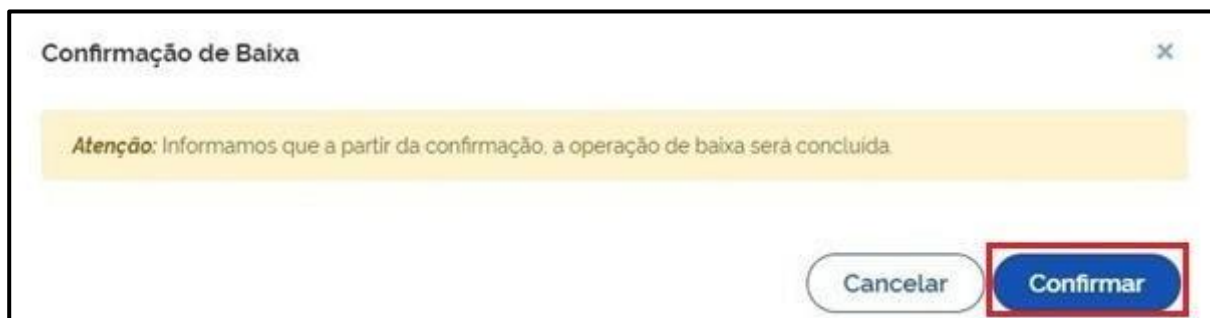 Confirmação de Baixa
Atenção: Informamos que a partir da confirmação, a operação de baixa será concluída.
Cancelar
Confirmar